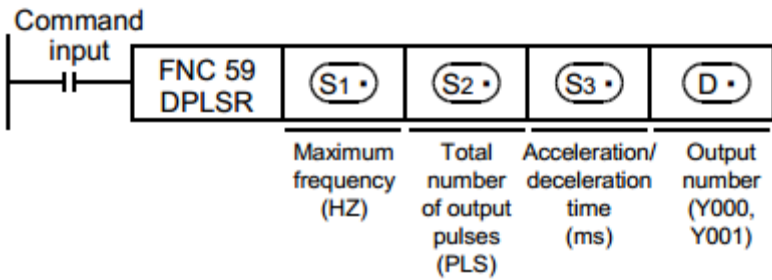 Command
input
FNC 59
DPLSR
S1 •
S2 •
S3 •
D •
Maximum
frequency
(HZ)
Total
number
of output
pulses
(PLS)
Acceleration/
deceleration
time
(ms)
Output
number
(Y000,
Y001)